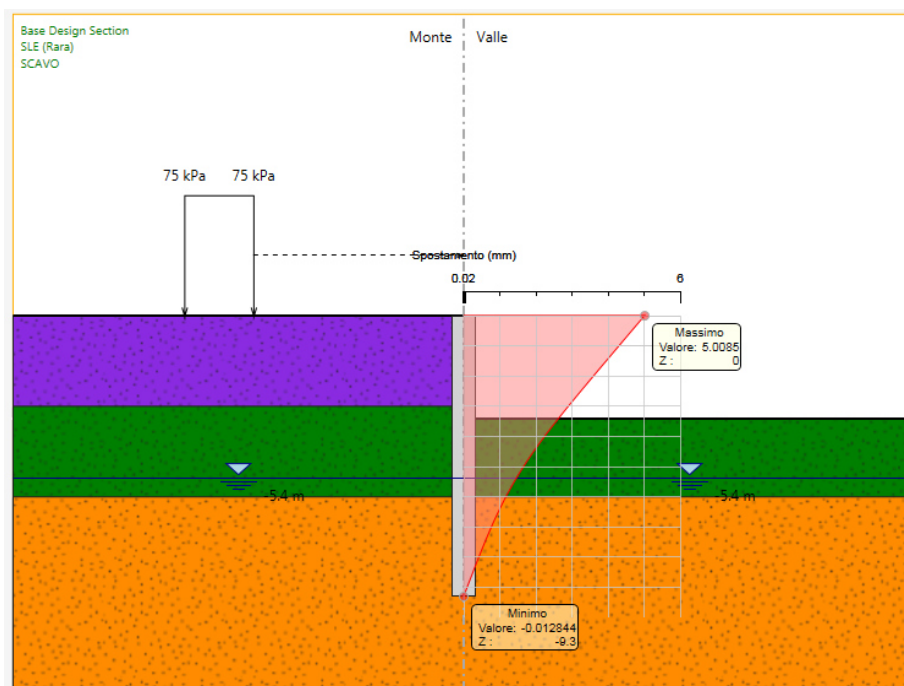 Base Design Section
SLE (Rara)
SCAVO
Monte
Valle
75 kPa
75 kPa
Spostamento (mm)
0.02
6
Massimo
Valore: 5.0085
Z : 0
-5.4 m
-5.4 m
Minimo
Valore: -0.012844
Z : -9.3